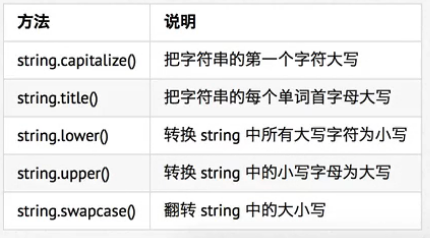 方法 说明
string.capitalize() 把字符串的第一个字符大写
string.title() 把字符串的每个单词首字母大写
string.lower() 转换 string 中所有大写字符为小写
string.upper() 转换 string 中的小写字母为大写
string.swapcase() 翻转 string 中的大小写